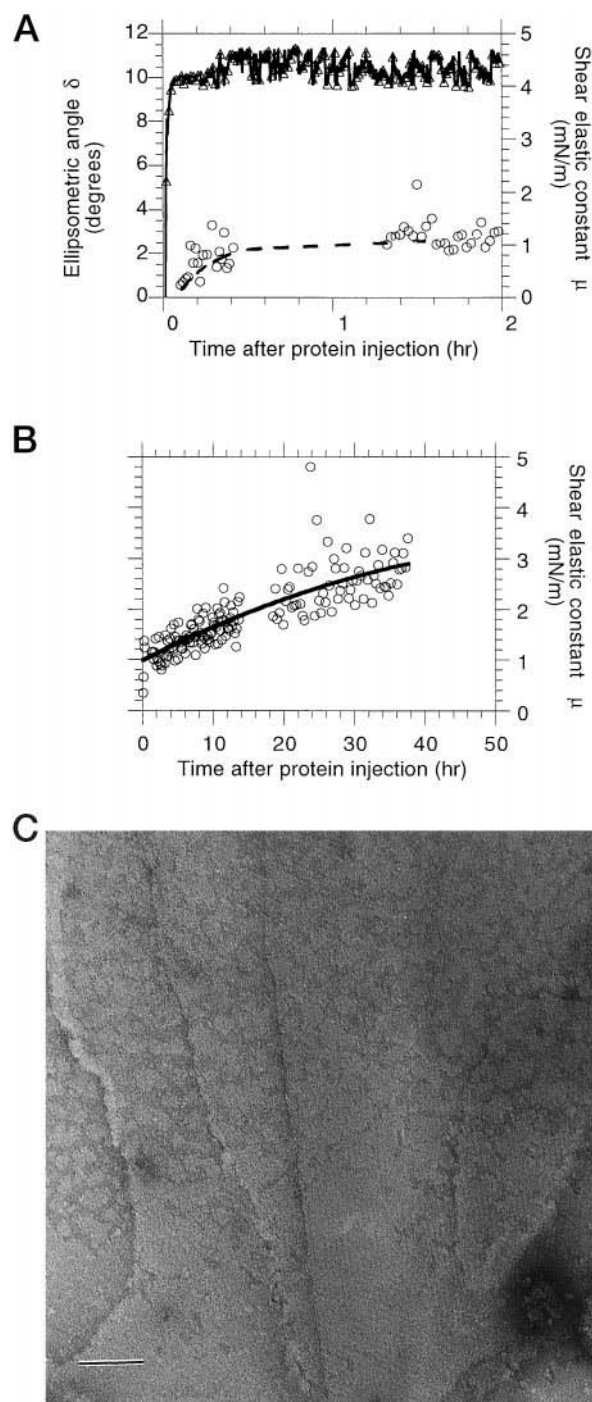 A
12
10
8
6
4
2
0
Ellipsometric angle δ
(degrees)
5
4
3
2
1
0
Shear elastic constant μ
(mN/m)
0 1 2
Time after protein injection (hr)
B
5
4
3
2
1
0
Shear elastic constant μ
(mN/m)
0 10 20 30 40 50
Time after protein injection (hr)
C